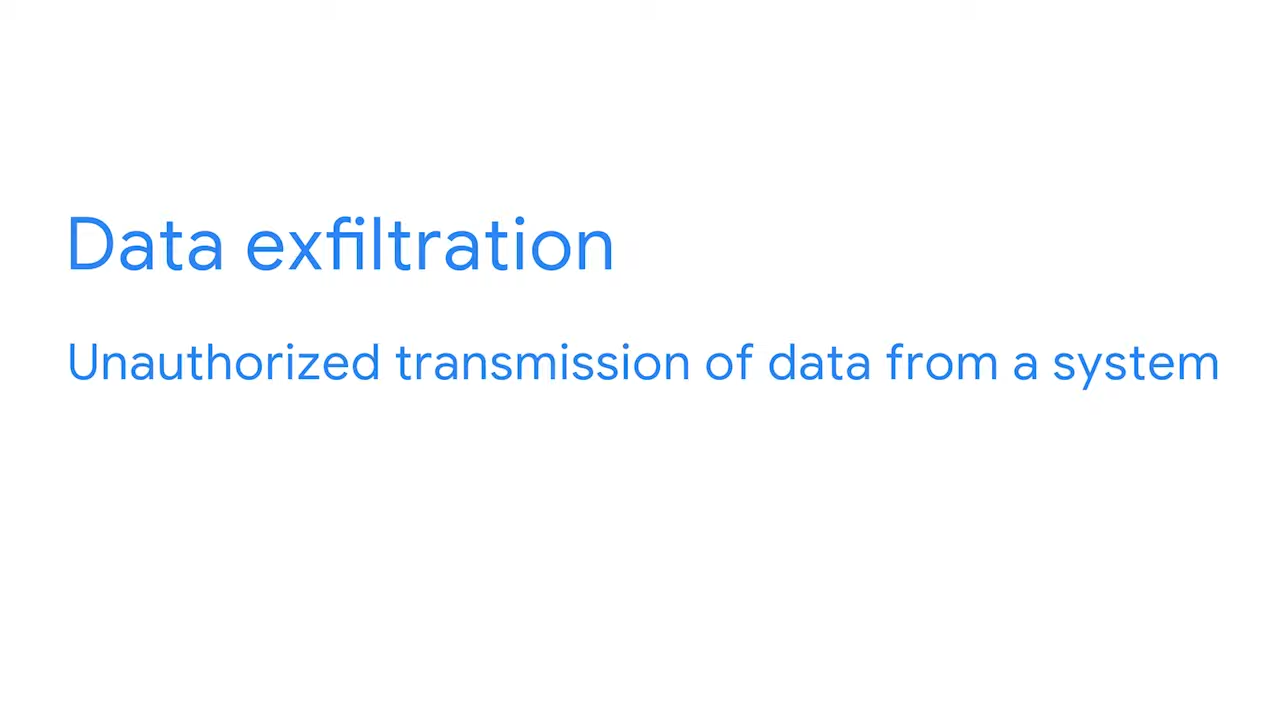 Data exfiltration
Unauthorized transmission of data from a system